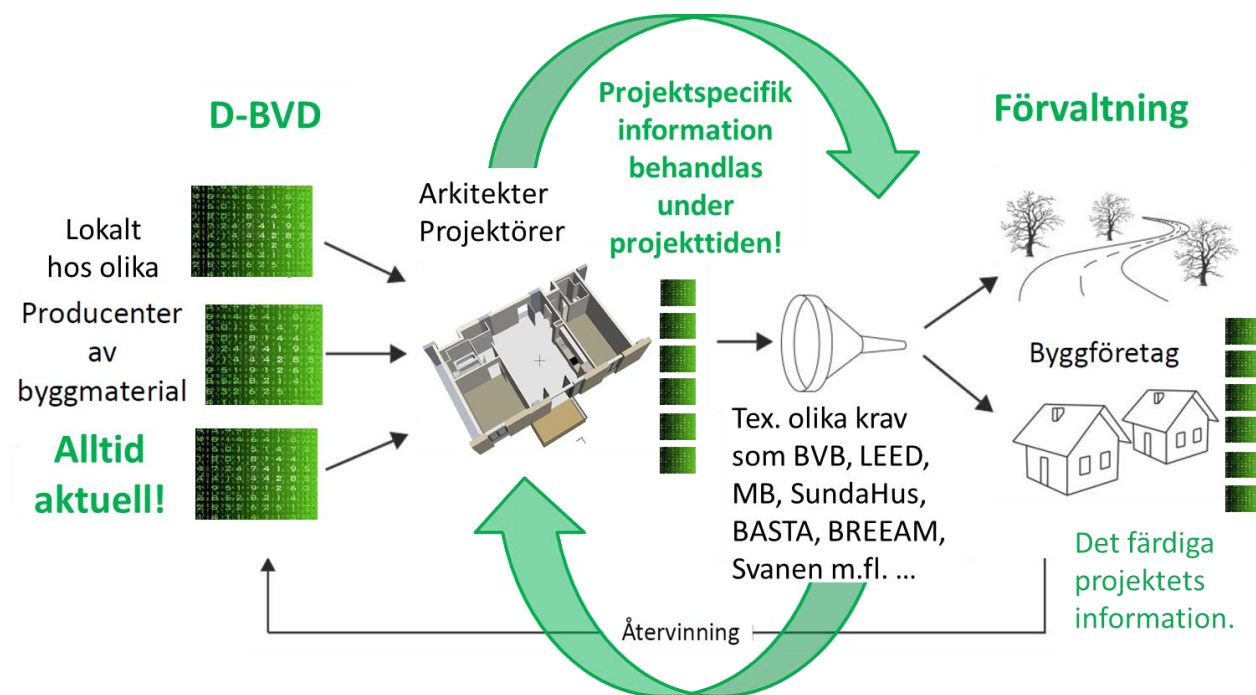 D-BVD
Lokalt
hos olika
Producenter
av
byggmaterial
Alltid
aktuell!
Arkitekter
Projektörer
Projektspecifik
information
behandlas
under
projekttiden!
Tex. olika krav
som BVB, LEED,
MB, SundaHus,
BASTA, BREEAM,
Svanen m.fl. ...
Förvaltning
Byggföretag
Det färdiga
projektets
information.
Återvinning